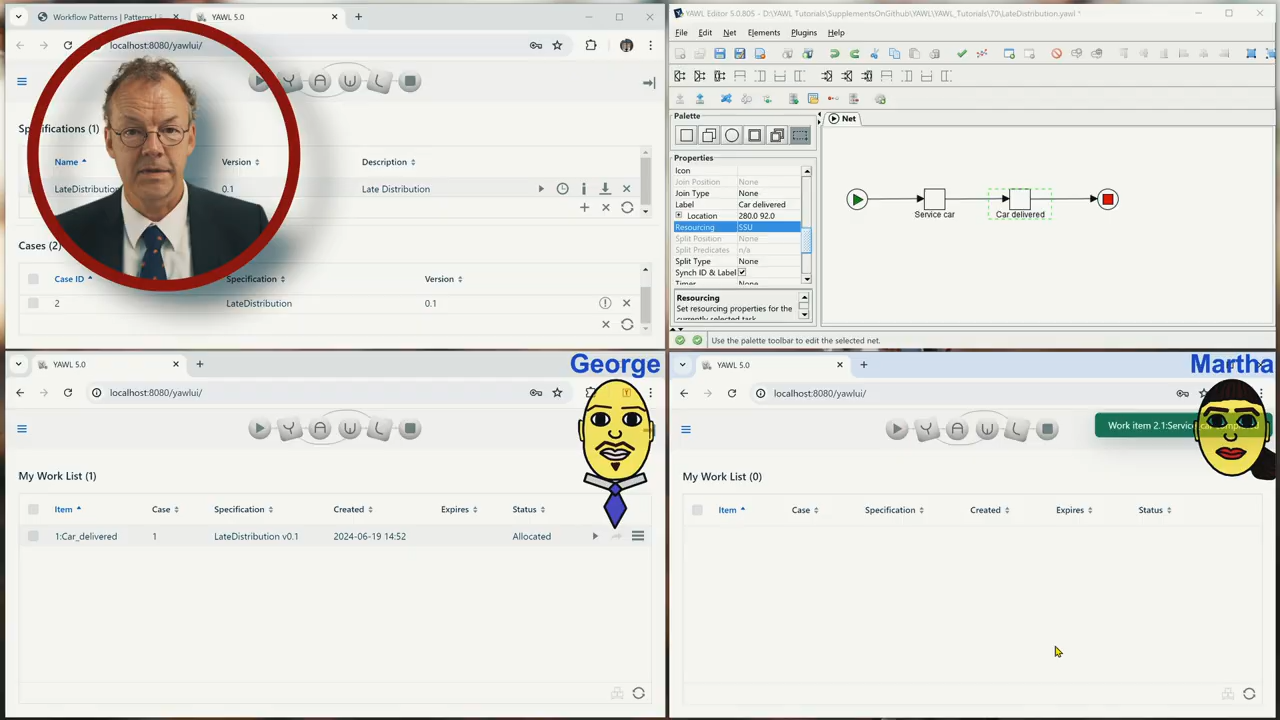 Workflow Patterns | Patterns |
YAWL 5.0
localhost:8080/yawlui/
Specifications (1)
Name
Version
Description
LateDistribution
0.1
Late Distribution
Cases (2)
Case ID
Specification
Version
2
LateDistribution
0.1
YAWL Editor 5.0.805 - D:\YAWL Tutorials\SupplementsOnGithub\YAWL\YAWL_Tutorials\70\LateDistribution.yawl *
File Net Elements Plugins Help
Palette
Net
Properties
Icon
Join Position None
Join Type None
Label Car delivered
Location 280.0 92.0
Resourcing SSU
Split Position None
Split Predicates n/a
Split Type None
Synch ID & Label
Timer None
Resourcing
Set resourcing properties for the
currently selected task.
Service car
Car delivered
Use the palette toolbar to edit the selected net.
YAWL 5.0
George
localhost:8080/yawlui/
Y A W L
My Work List (1)
Item Case Specification Created Expires Status
1:Car_delivered 1 LateDistribution v0.1 2024-06-19 14:52 Allocated
YAWL 5.0
Martha
localhost:8080/yawlui/
Y A W L
Work item 2.1:Service
My Work List (0)
Item Case Specification Created Expires Status